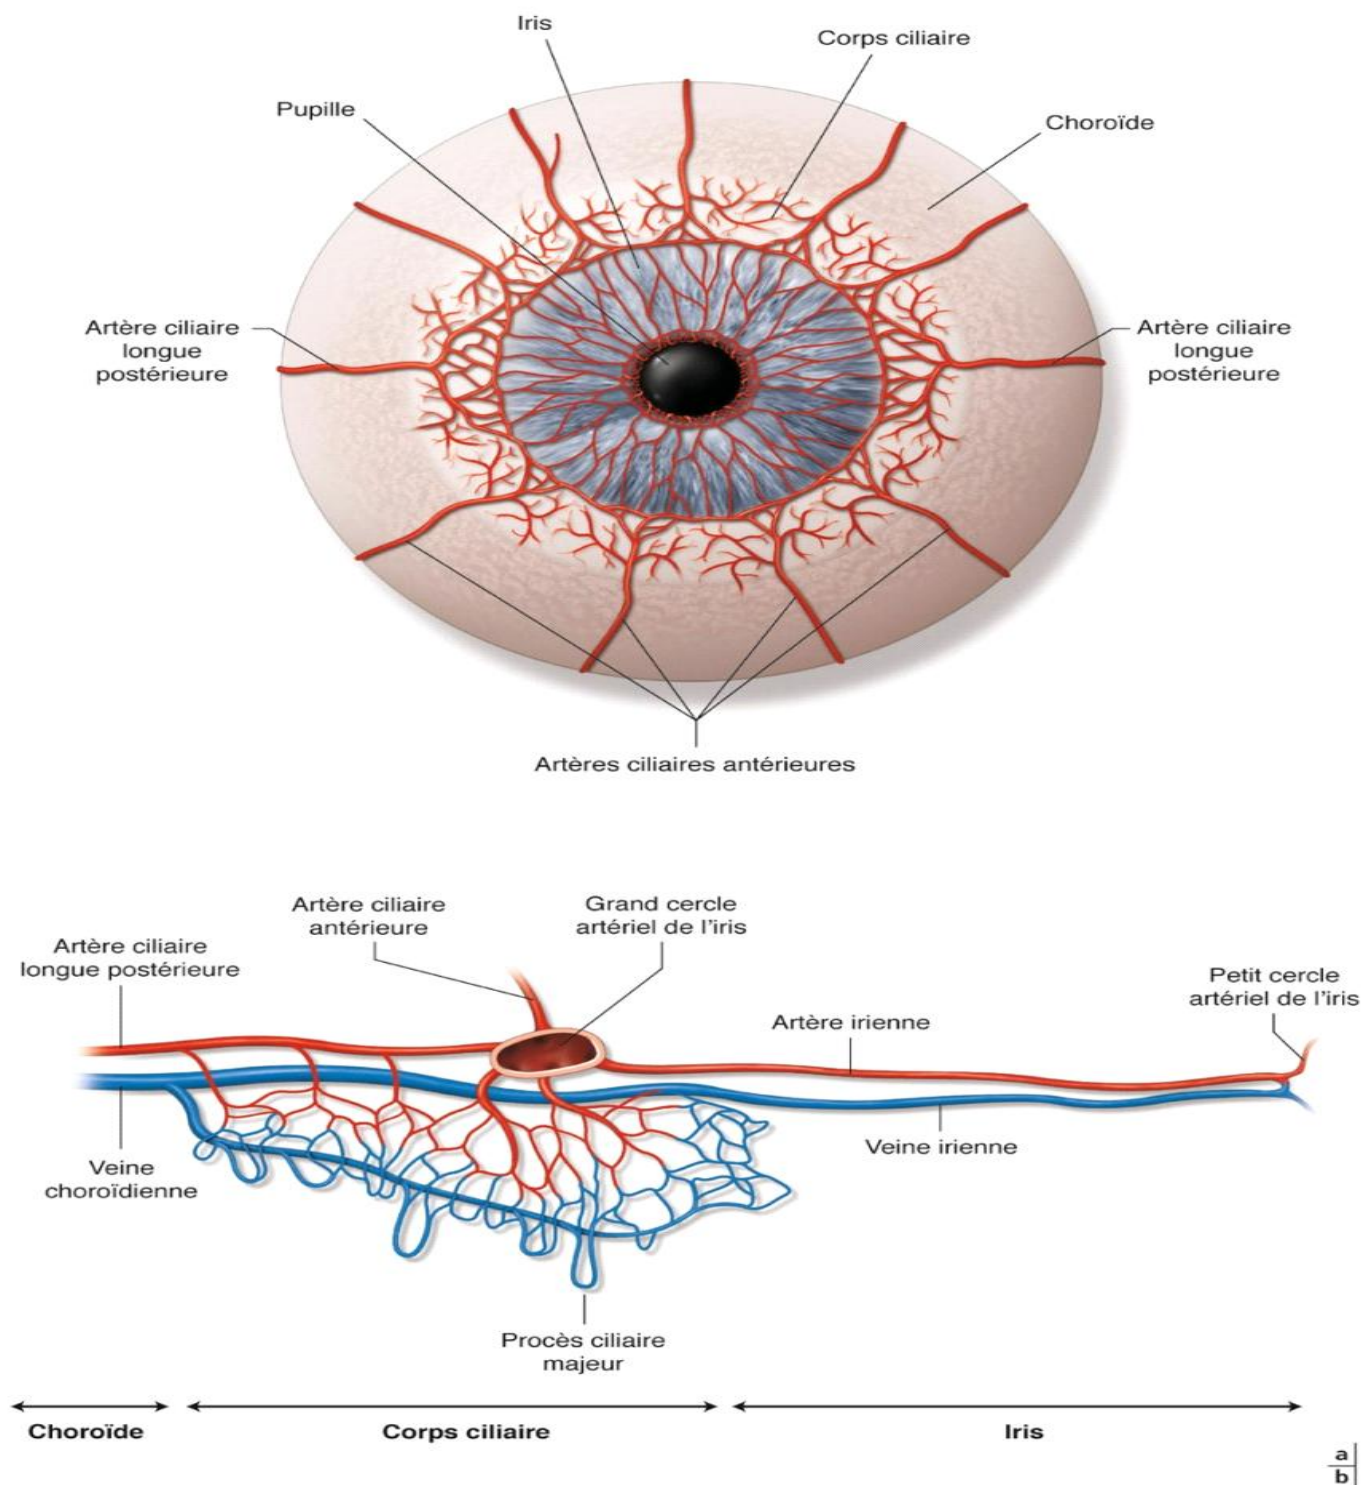 Iris
Corps ciliaire
Pupille
Choroïde
Artère ciliaire
longue
postérieure
Artère ciliaire
longue
postérieure
Artères ciliaires antérieures
Artère ciliaire
antérieure
Grand cercle
artériel de l'iris
Artère ciliaire
longue postérieure
Petit cercle
artériel de l'iris
Artère irienne
Veine irienne
Veine
choroïdienne
Procès ciliaire
majeur
Choroïde
Corps ciliaire
Iris
a
b